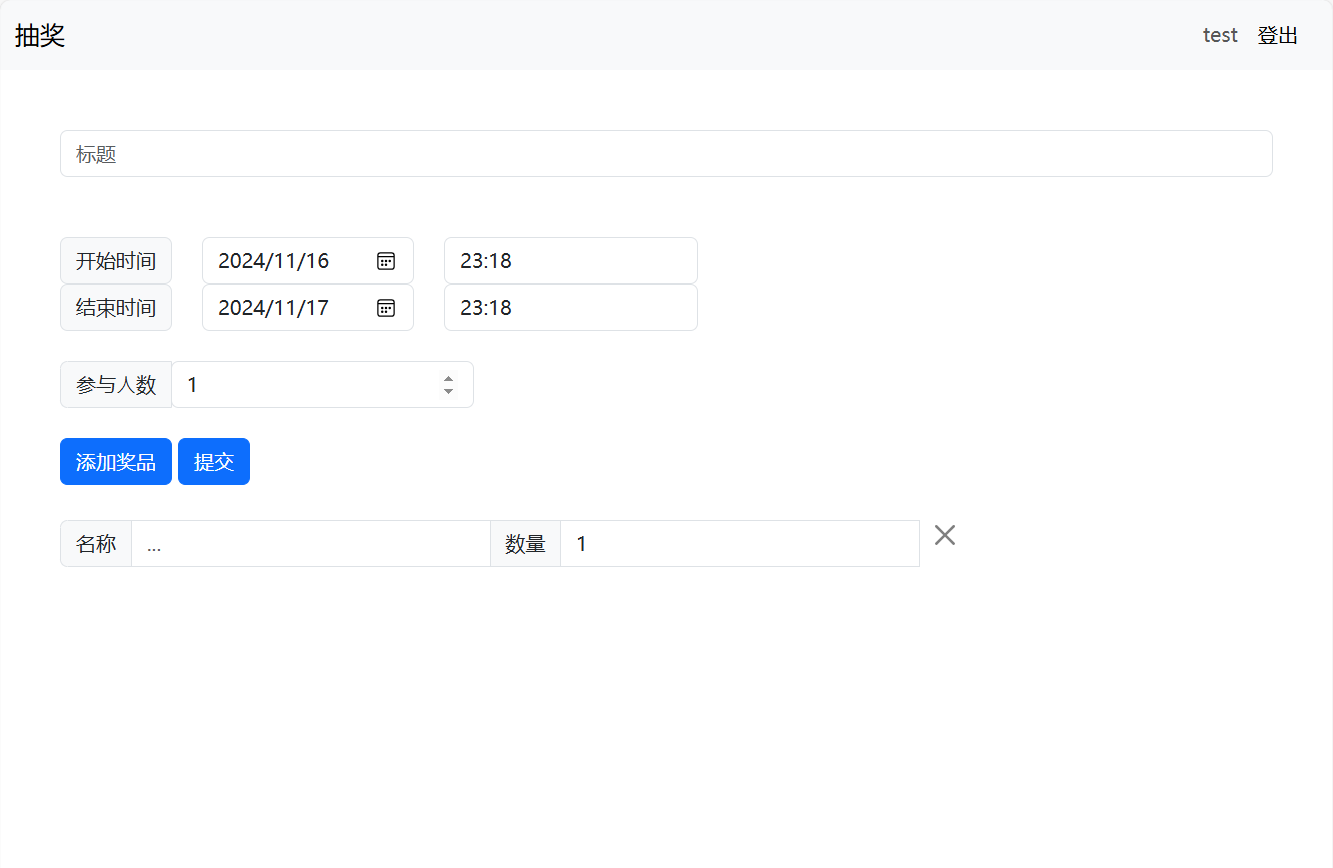 抽奖 test 登出
标题
开始时间 2024/11/16 23:18
结束时间 2024/11/17 23:18
参与人数 1
添加奖品 提交
名称 ... 数量 1